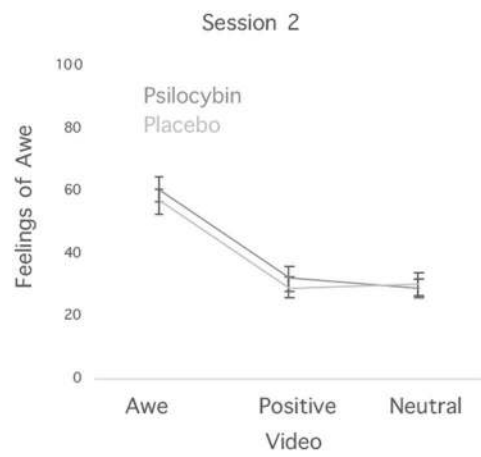 Session 2
100
Psilocybin
Placebo
80
60
40
20
0
Feelings of Awe
Awe Positive Neutral
Video